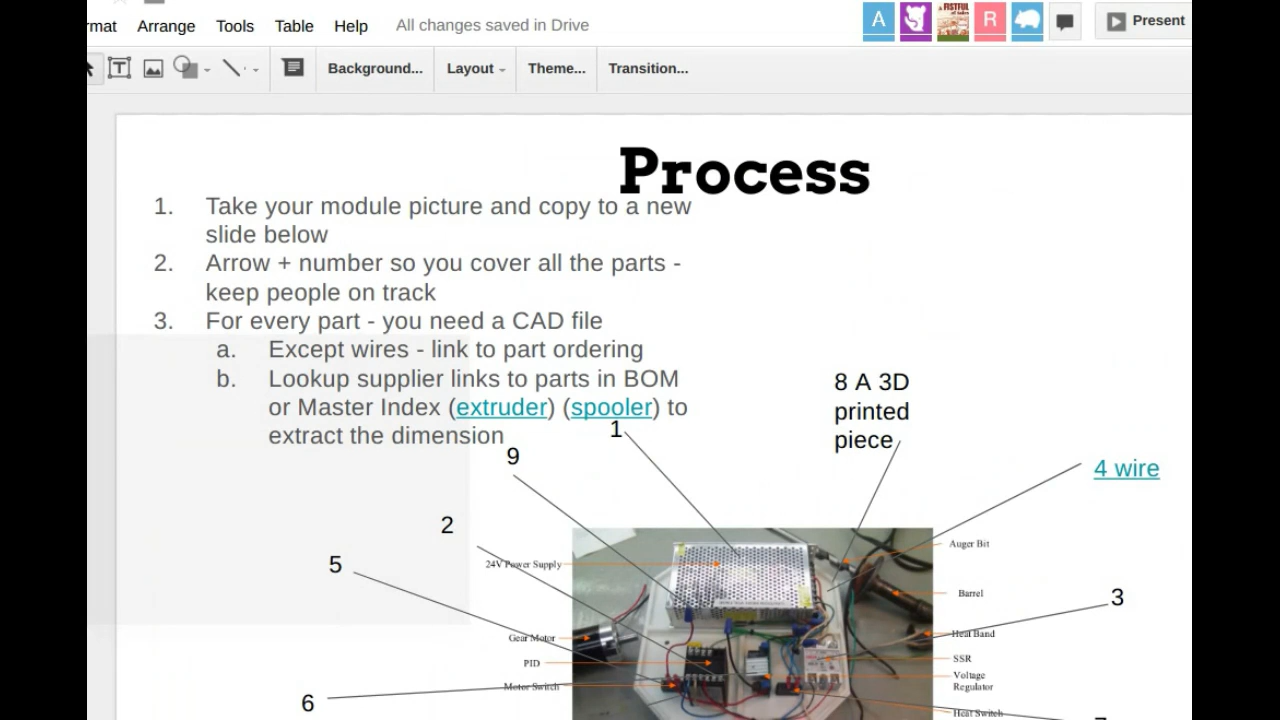 rmat Arrange Tools Table Help All changes saved in Drive A A FISTFUL R Present
T Background... Layout Theme... Transition...
Process
1. Take your module picture and copy to a new
slide below
2. Arrow + number so you cover all the parts -
keep people on track
3. For every part - you need a CAD file
a. Except wires - link to part ordering
b. Lookup supplier links to parts in BOM
or Master Index (extruder) (spooler) to
extract the dimension
8 A 3D
printed
piece
1
9
4 wire
2
5
3
6
24V Power Supply
Gear Motor
PID
Motor Switch
Auger Bit
Barrel
Heat Band
SSR
Voltage
Regulator
Heat Switch